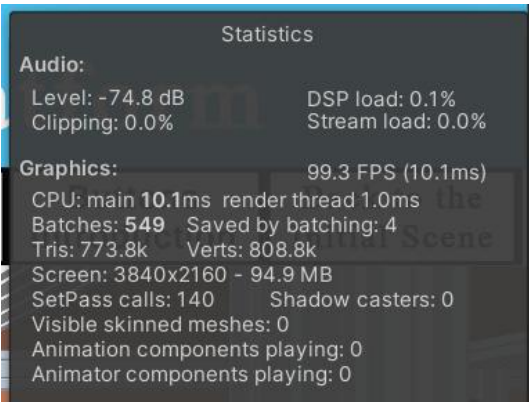 Statistics
Audio:
Level: -74.8 dB DSP load: 0.1%
Clipping: 0.0% Stream load: 0.0%
Graphics: 99.3 FPS (10.1ms)
CPU: main 10.1ms render thread 1.0ms
Batches: 549 Saved by batching: 4
Tris: 773.8k Verts: 808.8k
Screen: 3840x2160 - 94.9 MB
SetPass calls: 140 Shadow casters: 0
Visible skinned meshes: 0
Animation components playing: 0
Animator components playing: 0